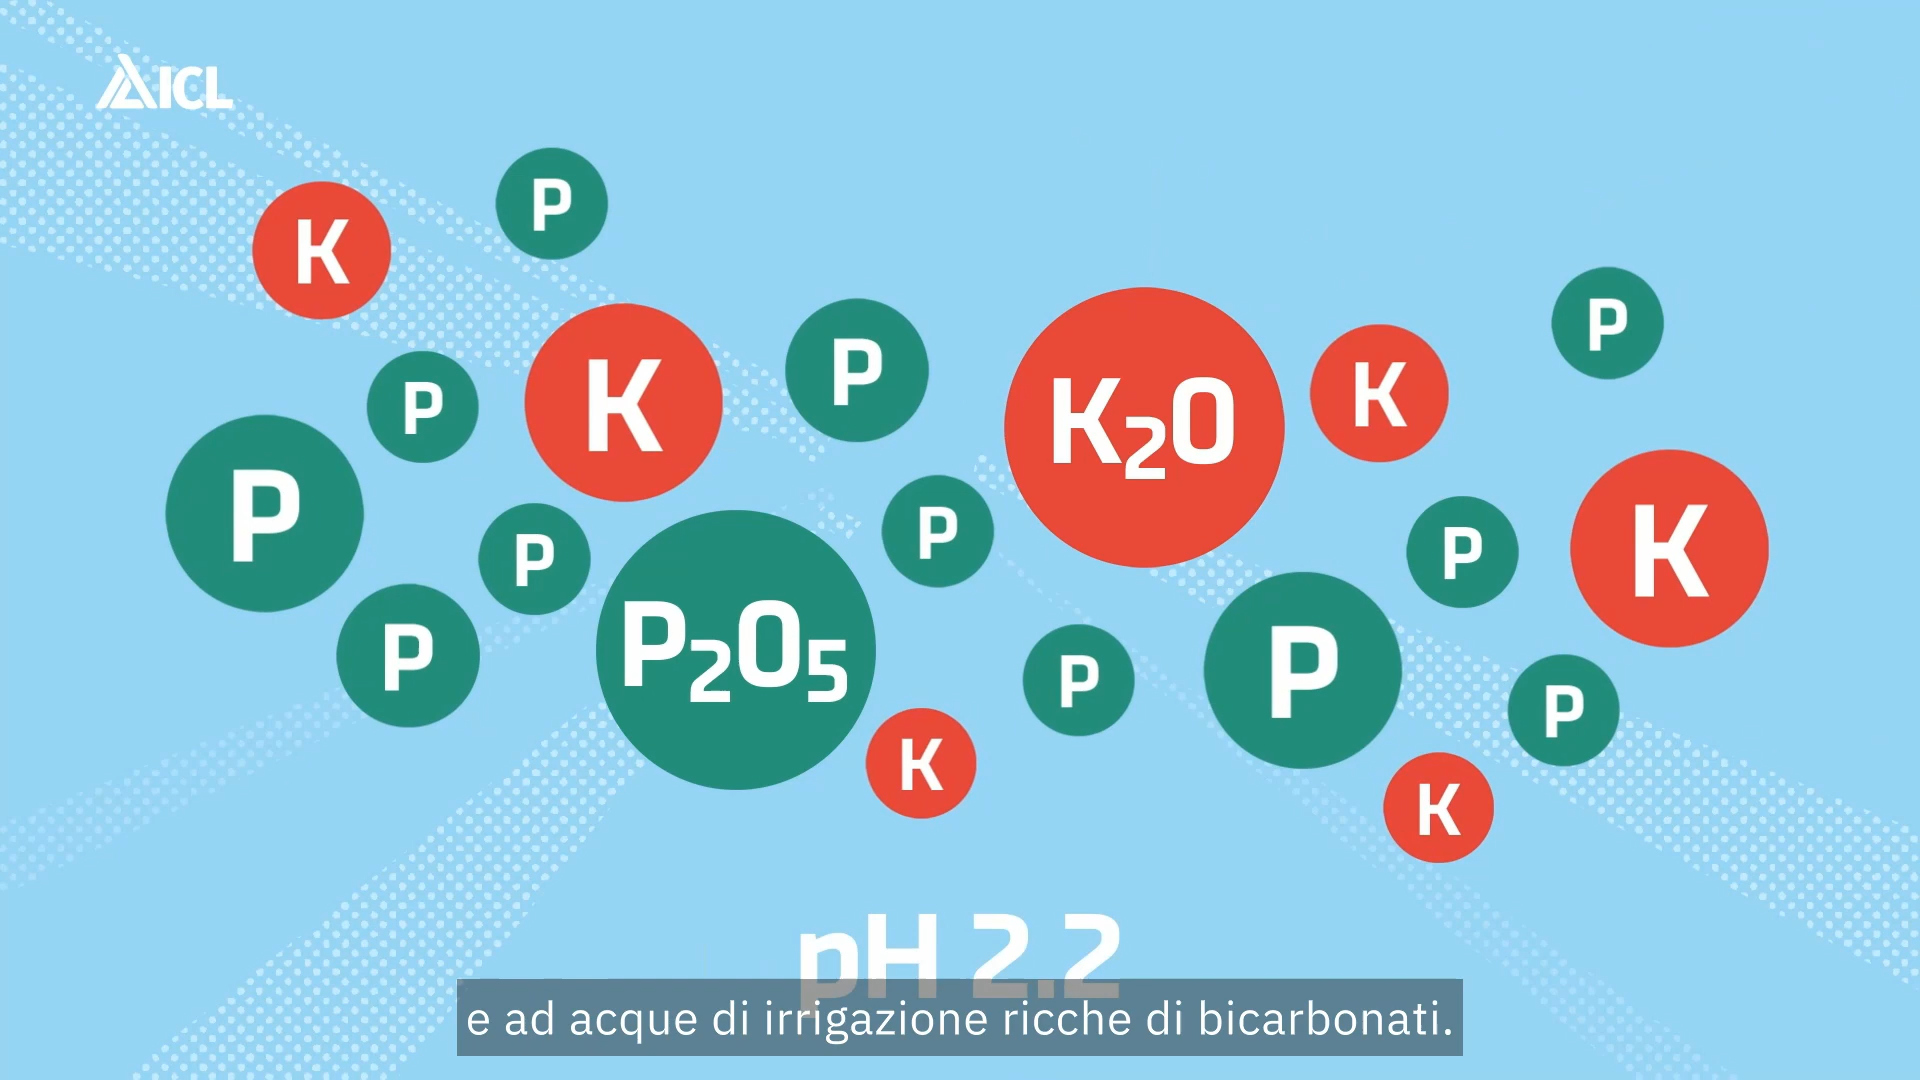 ICL
P
K
P
P
K
P
K₂O
K
P
P
P
P
K
P
P₂O₅
P
P
P
P
K
K
pH 2.2
e ad acque di irrigazione ricche di bicarbonati.